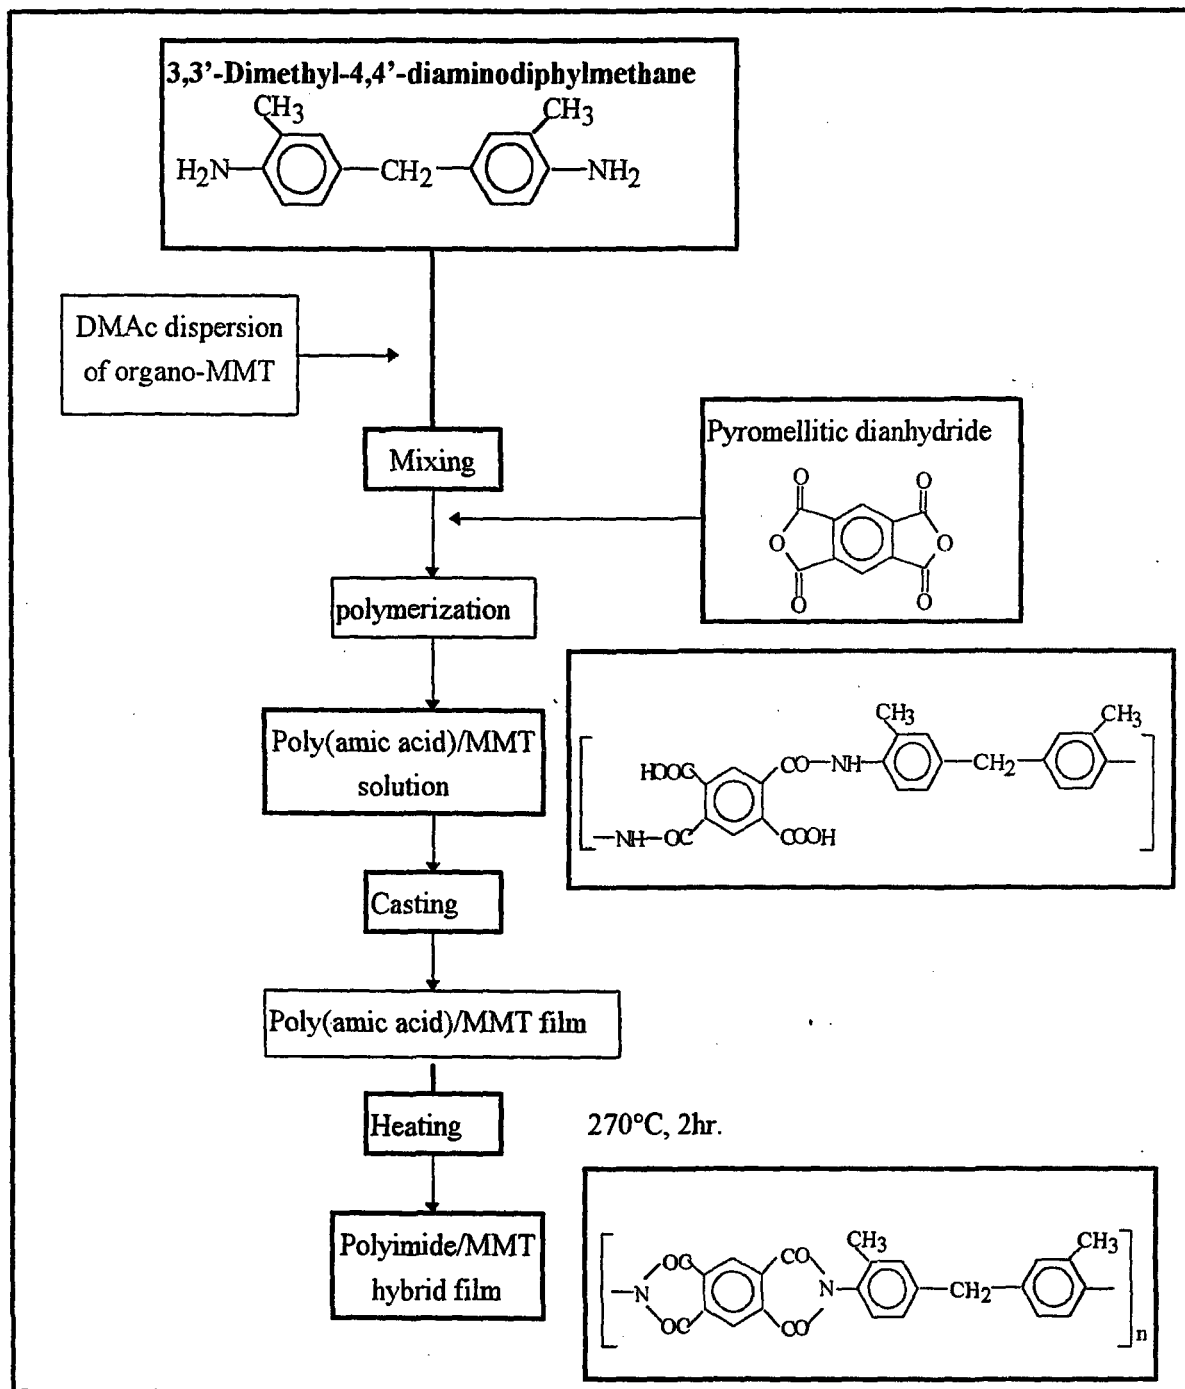 3,3'-Dimethyl-4,4'-diaminodiphylmethane
CH3 CH3
H2N CH2 NH2
DMAc dispersion
of organo-MMT
Mixing
Pyromellitic dianhydride
O O
O O
O O
polymerization
Poly(amic acid)/MMT
solution
CH3 CH3
HOOC CO—NH CH2
—NH—OC COOH
Casting
Poly(amic acid)/MMT film
Heating
270°C, 2hr.
Polyimide/MMT
hybrid film
CH3 CH3
OC CO
N N CH2
OC CO
n